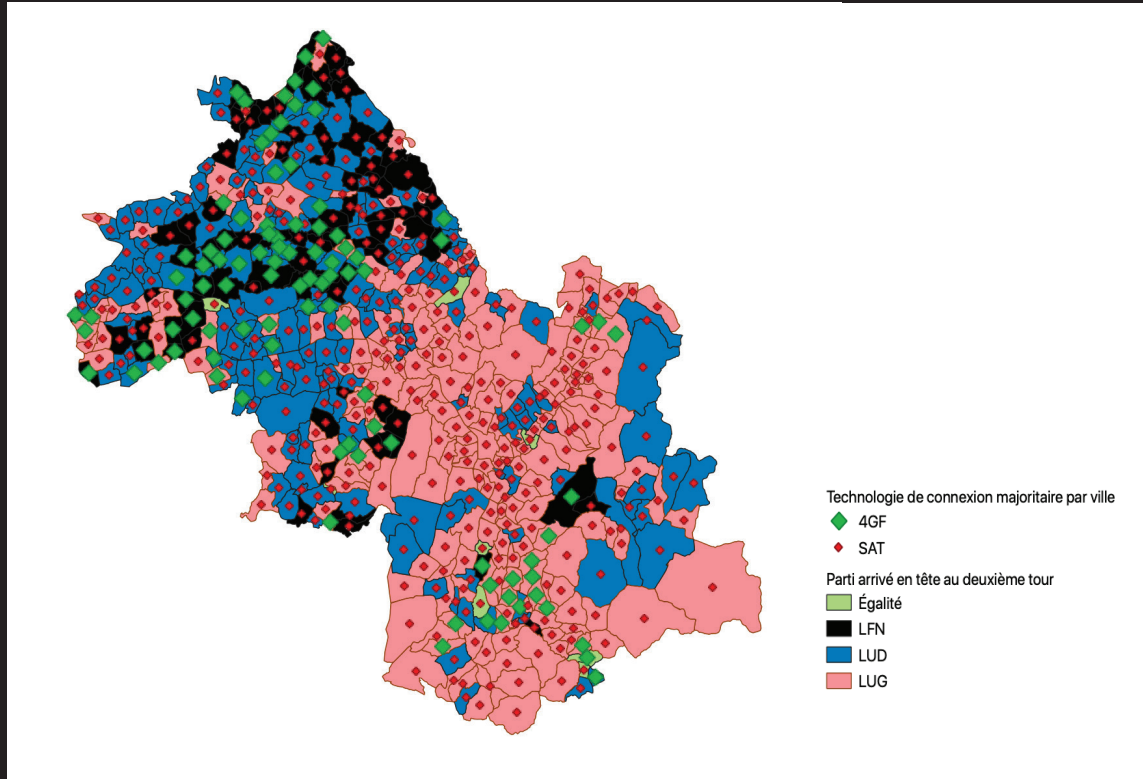 Technologie de connexion majoritaire par ville
4GF
SAT
Parti arrivé en tête au deuxième tour
Égalité
LFN
LUD
LUG